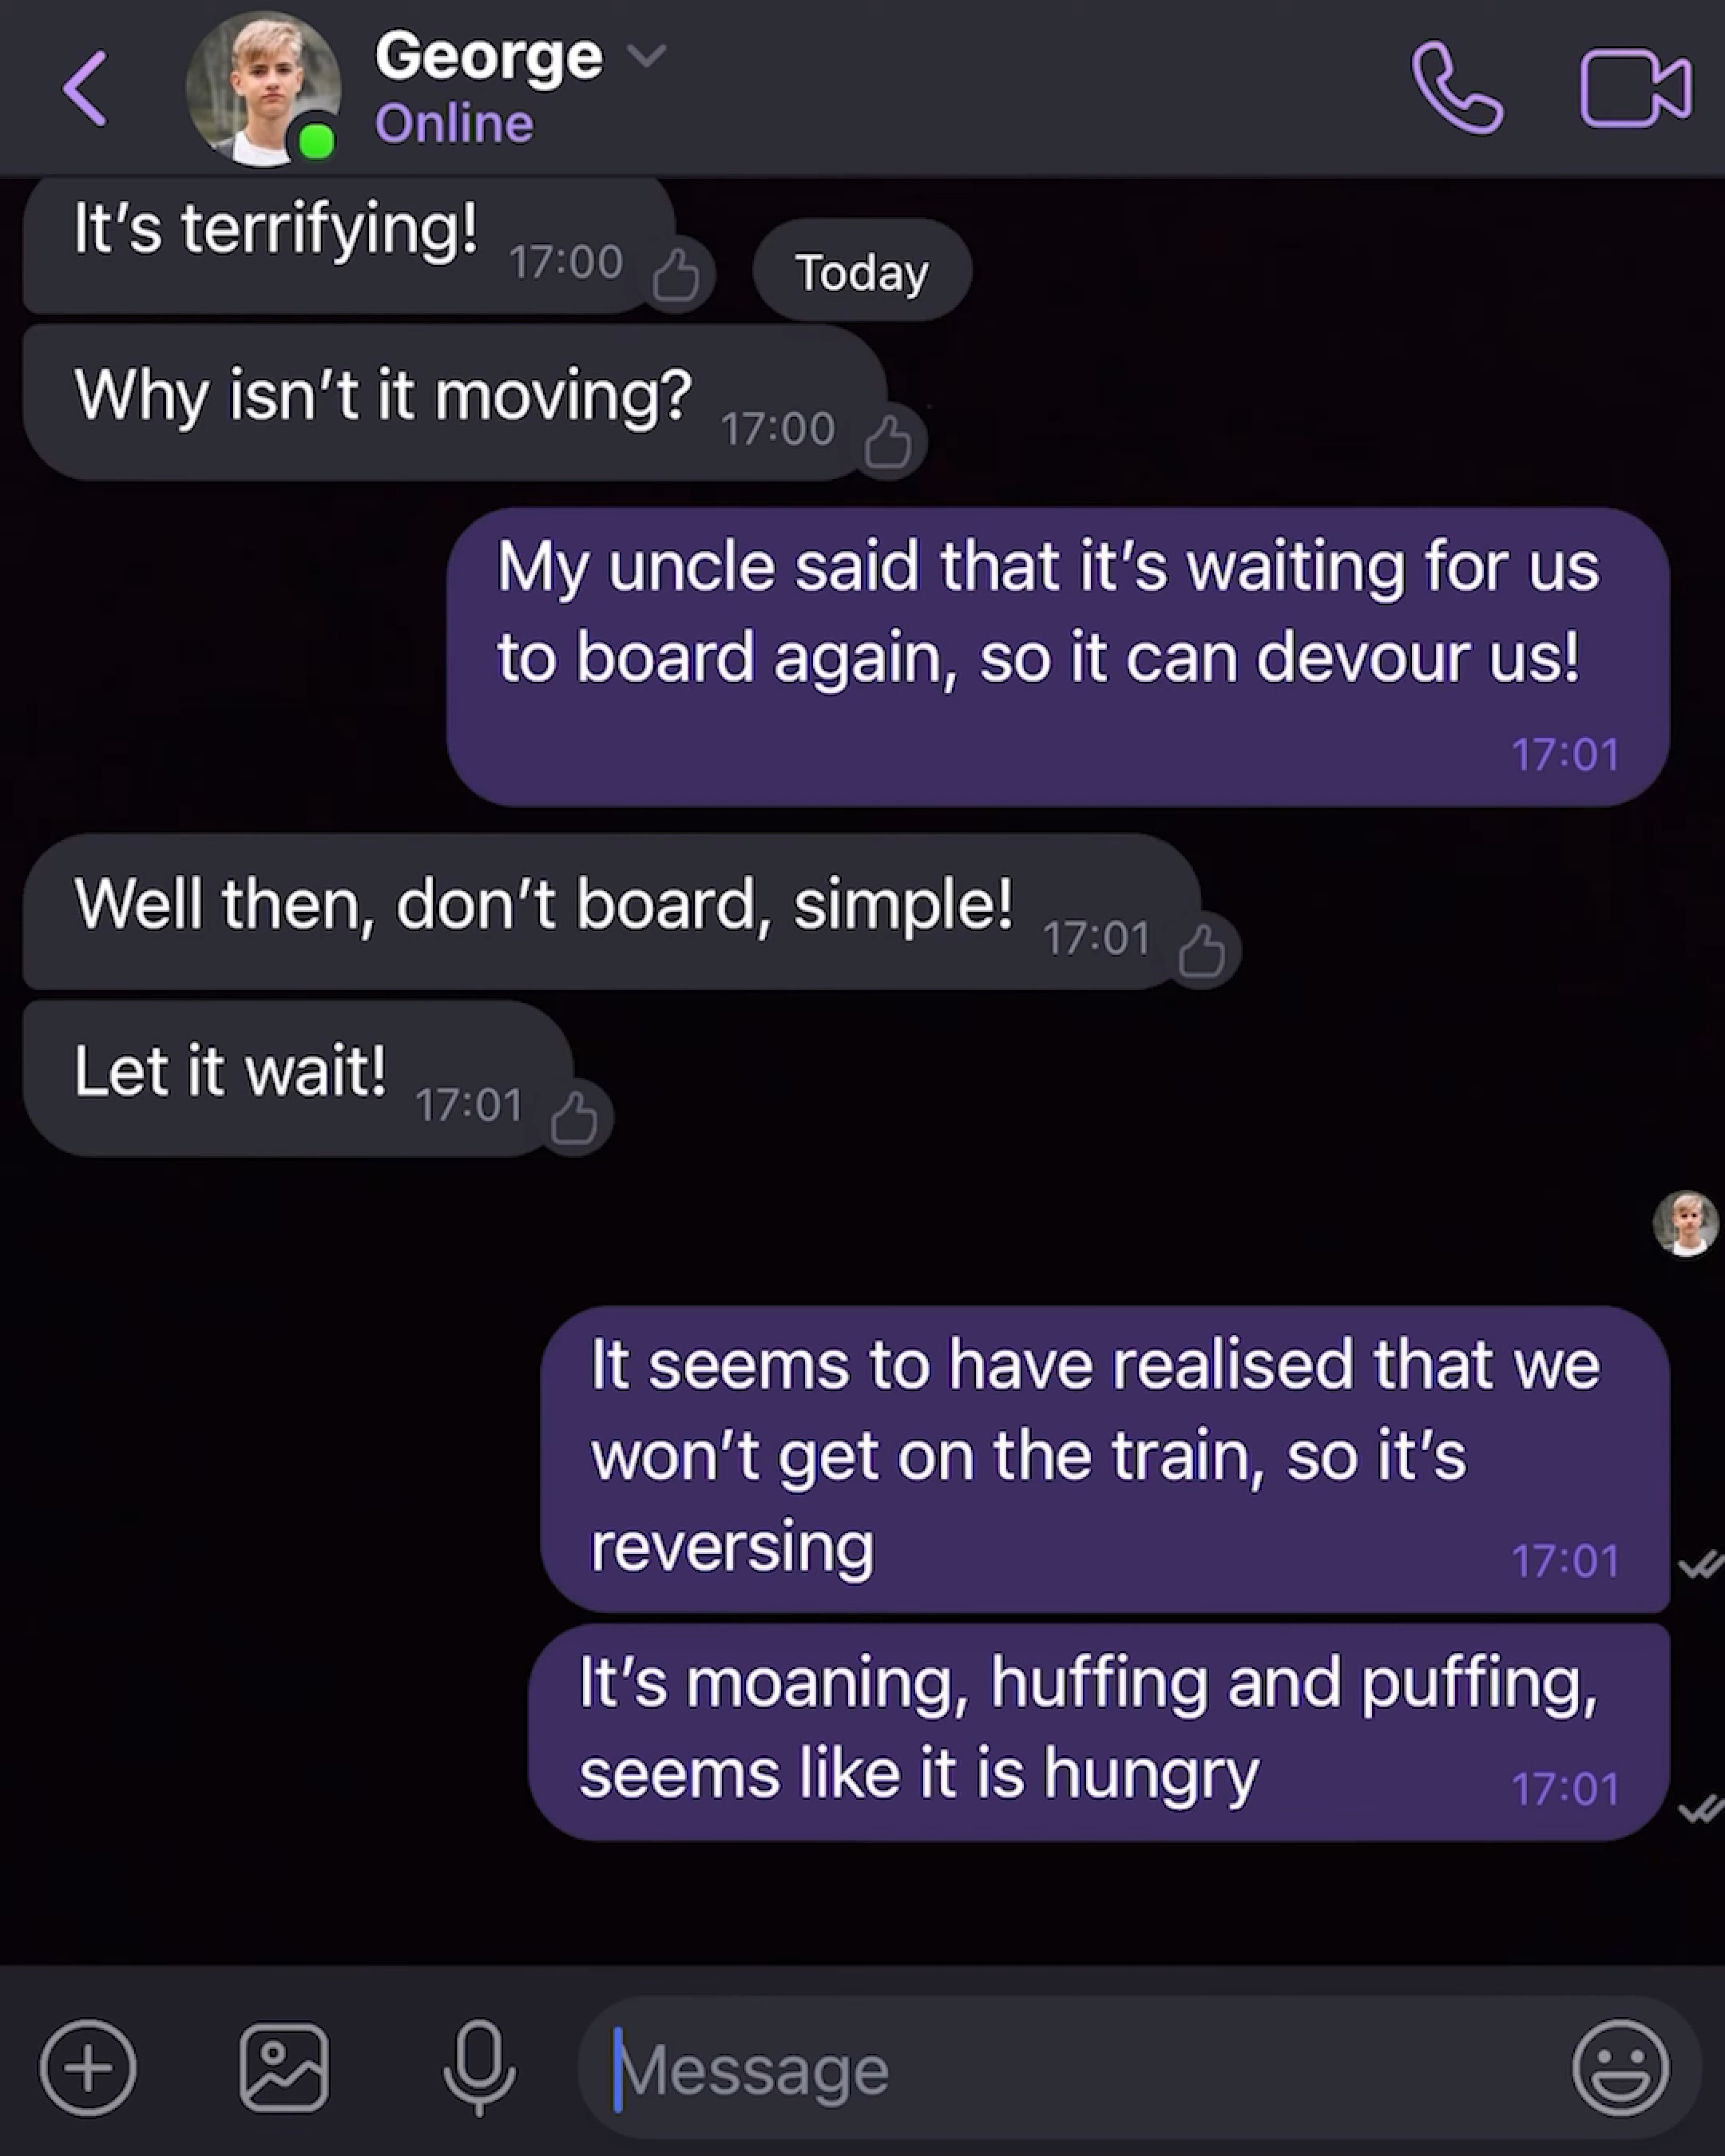 George
Online
It’s terrifying!
17:00
Today
Why isn’t it moving?
17:00
My uncle said that it’s waiting for us
to board again, so it can devour us!
17:01
Well then, don’t board, simple!
17:01
Let it wait!
17:01
It seems to have realised that we
won’t get on the train, so it’s
reversing
17:01
It’s moaning, huffing and puffing,
seems like it is hungry
17:01
Message